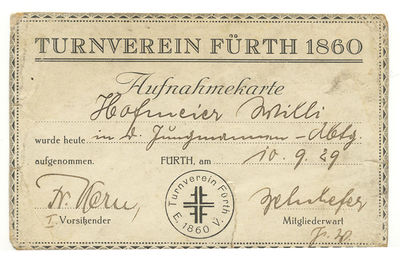 TURNVEREIN FÜRTH 1860
Aufnahmekarte
Hofmeier Willi
wurde heute in d. Jungmannen-Abtg.
aufgenommen. FÜRTH, am 10.9.29
I. Vorsitzender
Turnverein Fürth
E. 1860 V.
Mitgliederwart